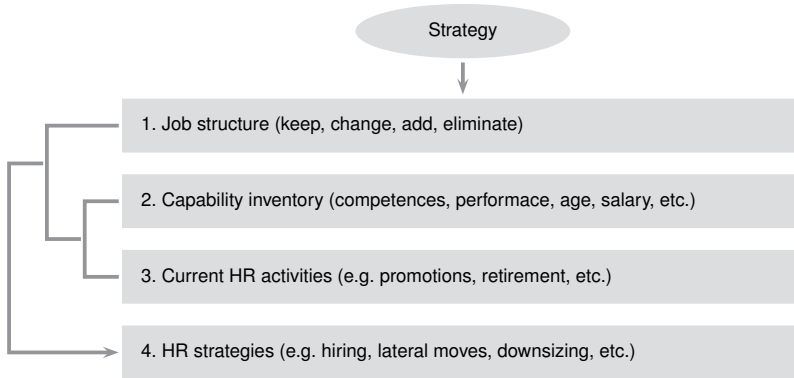 Strategy
1. Job structure (keep, change, add, eliminate)
2. Capability inventory (competences, performace, age, salary, etc.)
3. Current HR activities (e.g. promotions, retirement, etc.)
4. HR strategies (e.g. hiring, lateral moves, downsizing, etc.)